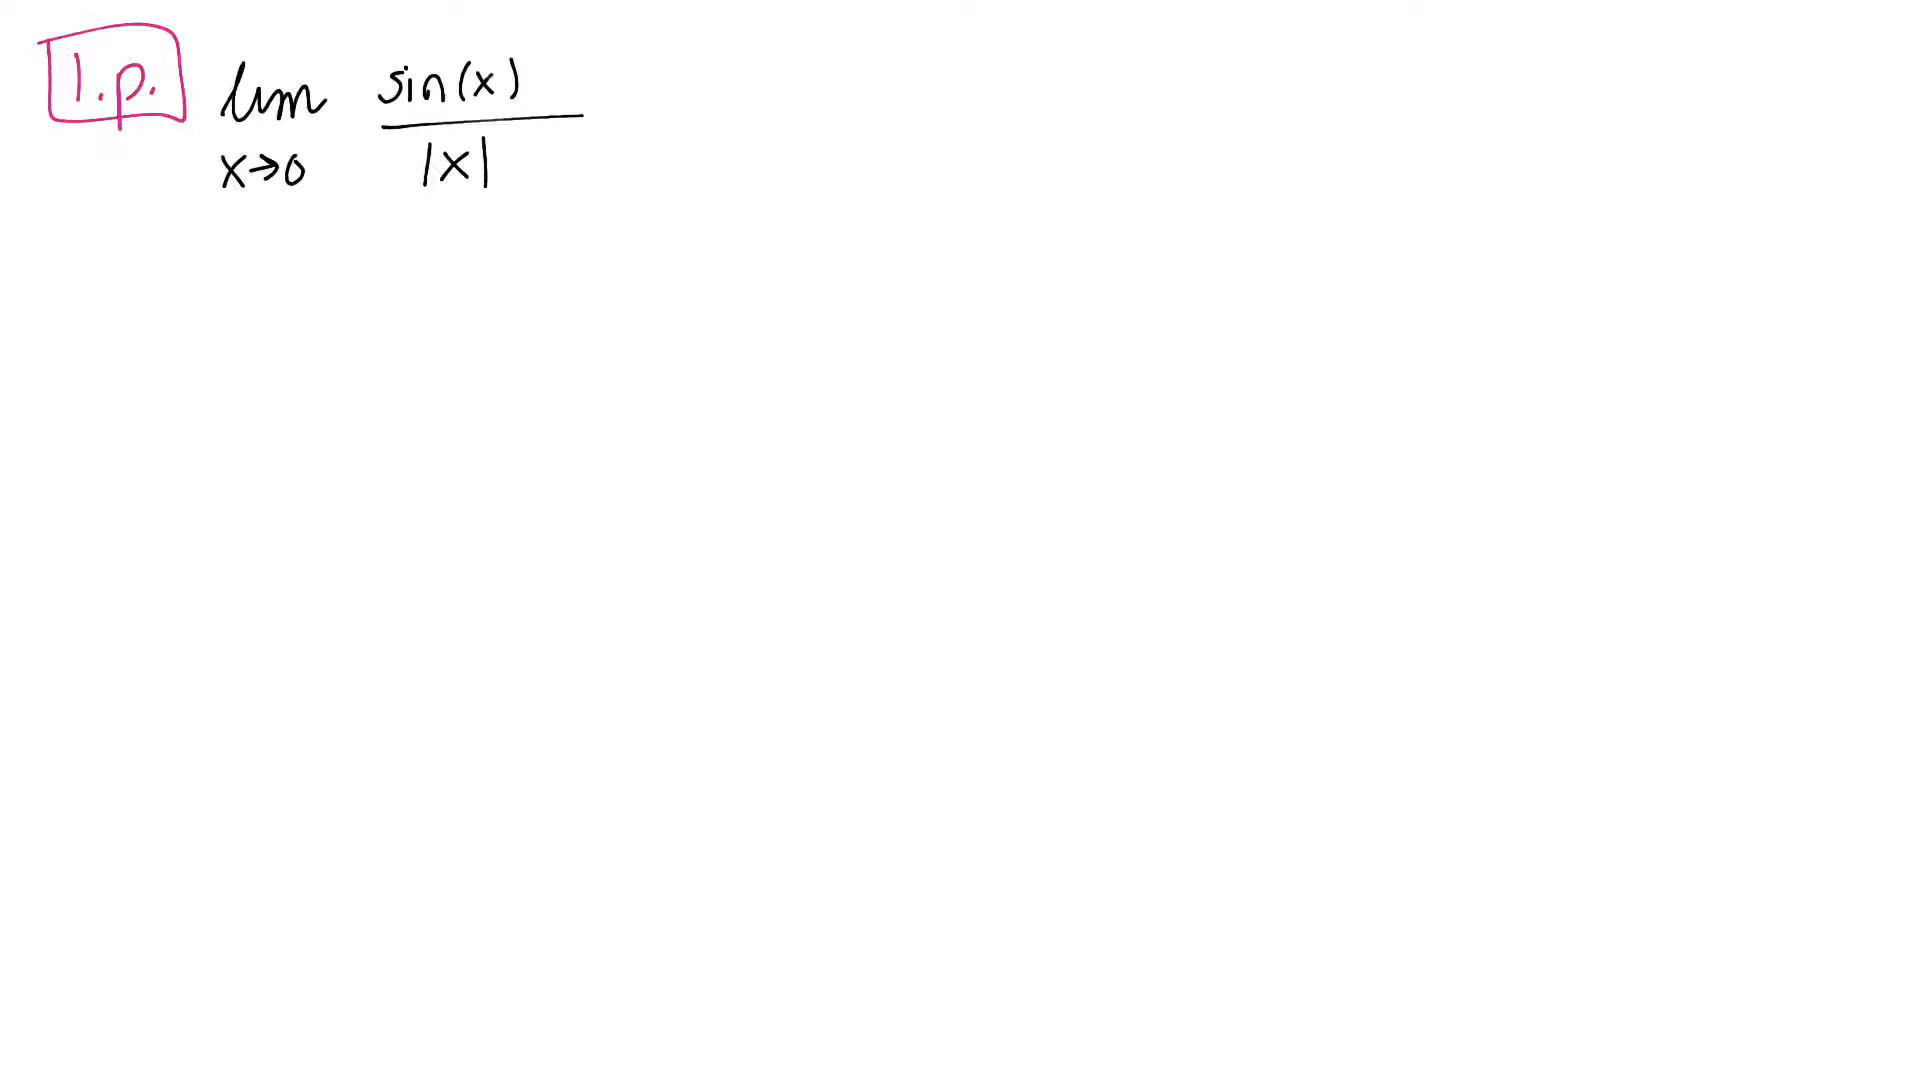 1.p. lim sin(x)
x→0 |x|